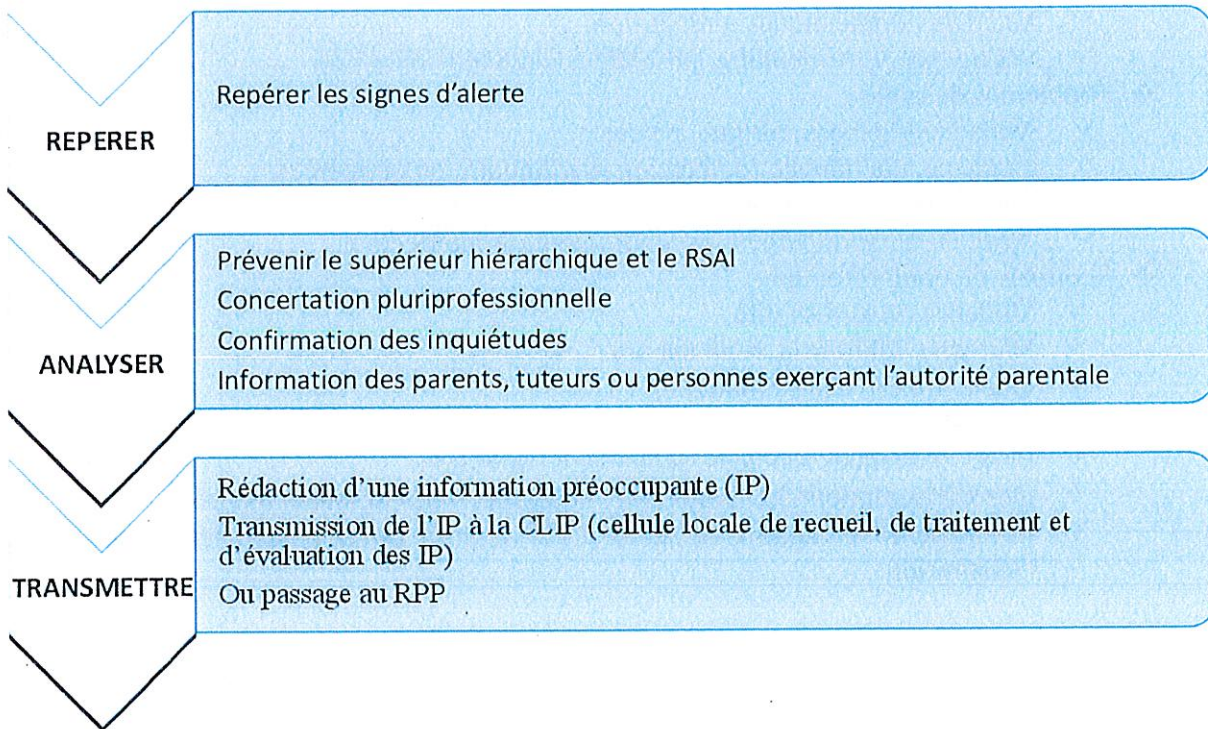 REPERER
Repérer les signes d'alerte
ANALYSER
Prévenir le supérieur hiérarchique et le RSAI
Concertation pluriprofessionnelle
Confirmation des inquiétudes
Information des parents, tuteurs ou personnes exerçant l'autorité parentale
TRANSMETTRE
Rédaction d'une information préoccupante (IP)
Transmission de l'IP à la CLIP (cellule locale de recueil, de traitement et
d'évaluation des IP)
Ou passage au RPP